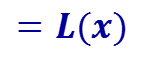 = L(x)